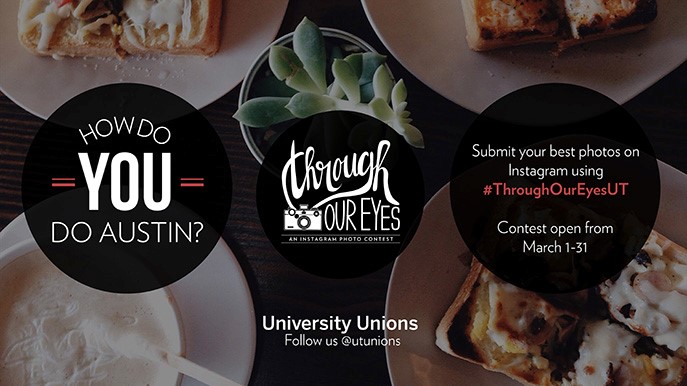 HOW DO
YOU
DO AUSTIN?
through
OUR EYES
AN INSTAGRAM PHOTO CONTEST
Submit your best photos on
Instagram using
#ThroughOurEyesUT
Contest open from
March 1-31
University Unions
Follow us @utunions